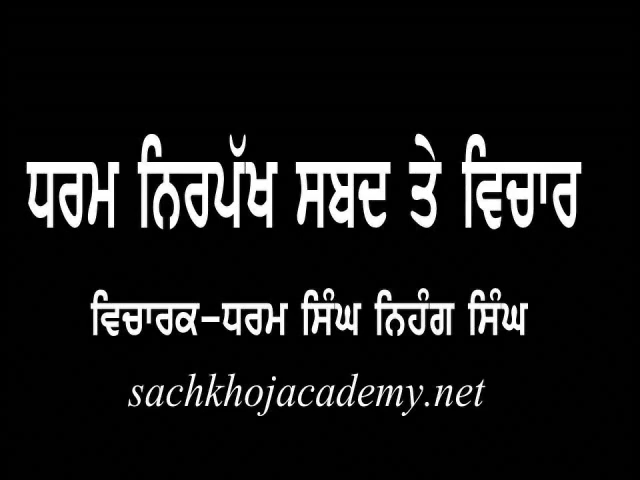 ਧਰਮ ਨਿਰਪੱਖ ਸਬਦ ਤੇ ਵਿਚਾਰ
ਵਿਚਾਰਕ-ਧਰਮ ਸਿੰਘ ਨਿਹੰਗ ਸਿੰਘ
sachkhojacademy.net